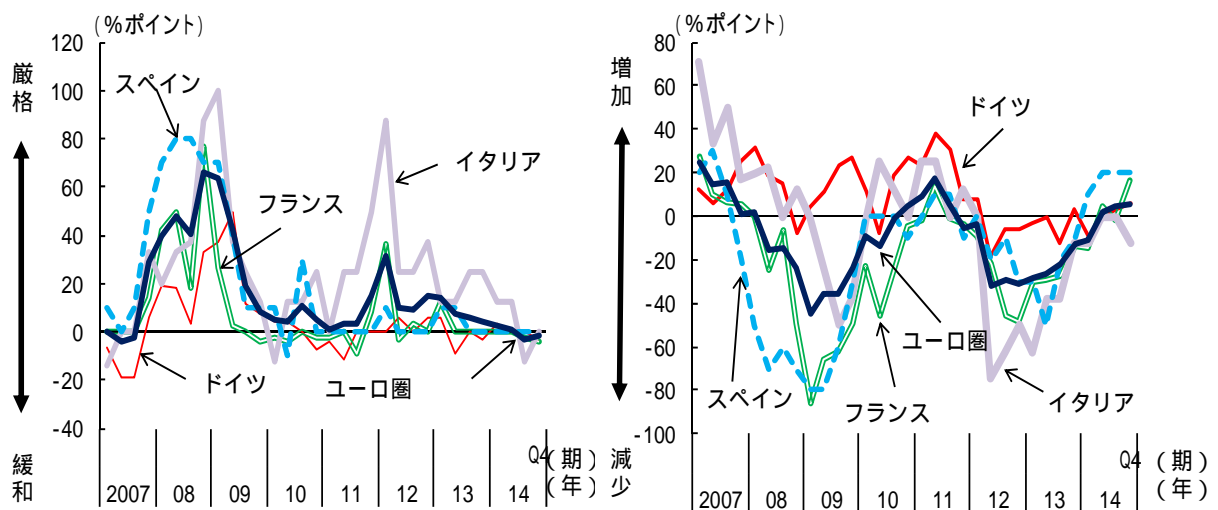 (%ポイント)
120
100
80
60
40
20
0
-20
-40
厳格
緩和
スペイン
イタリア
フランス
ドイツ
ユーロ圏
Q4
(期)
2007 08 09 10 11 12 13 14
(年)
(%ポイント)
80
60
40
20
0
-20
-40
-60
-80
-100
増加
減少
ドイツ
ユーロ圏
スペイン
フランス
イタリア
Q4
(期)
2007 08 09 10 11 12 13 14
(年)